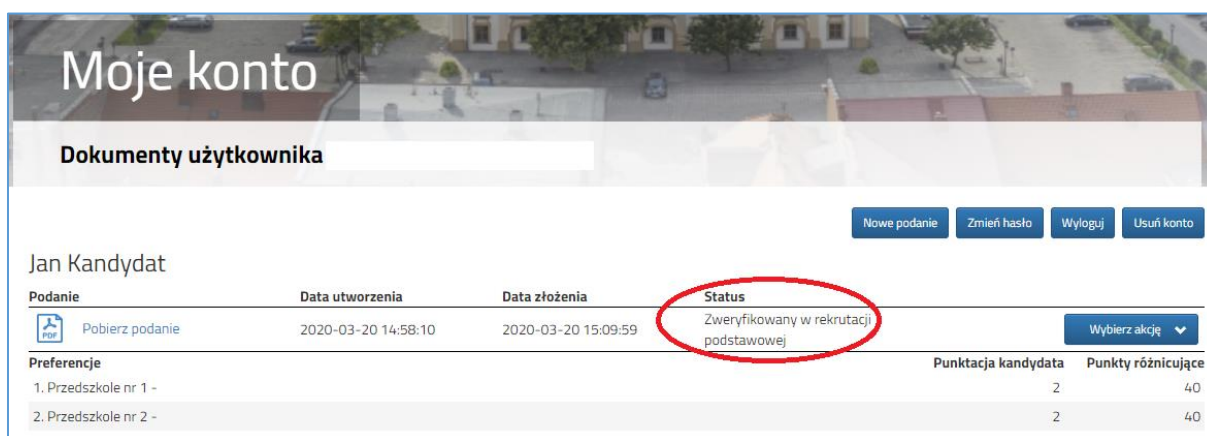 Moje konto
Dokumenty użytkownika
Nowe podanie Zmień hasło Wyloguj Usuń konto
Jan Kandydat
Podanie Data utworzenia Data złożenia Status
PDF Pobierz podanie 2020-03-20 14:58:10 2020-03-20 15:09:59 Zweryfikowany w rekrutacji podstawowej Wybierz akcję
Preferencje Punktacja kandydata Punkty różnicujące
1. Przedszkole nr 1 - 2 40
2. Przedszkole nr 2 - 2 40